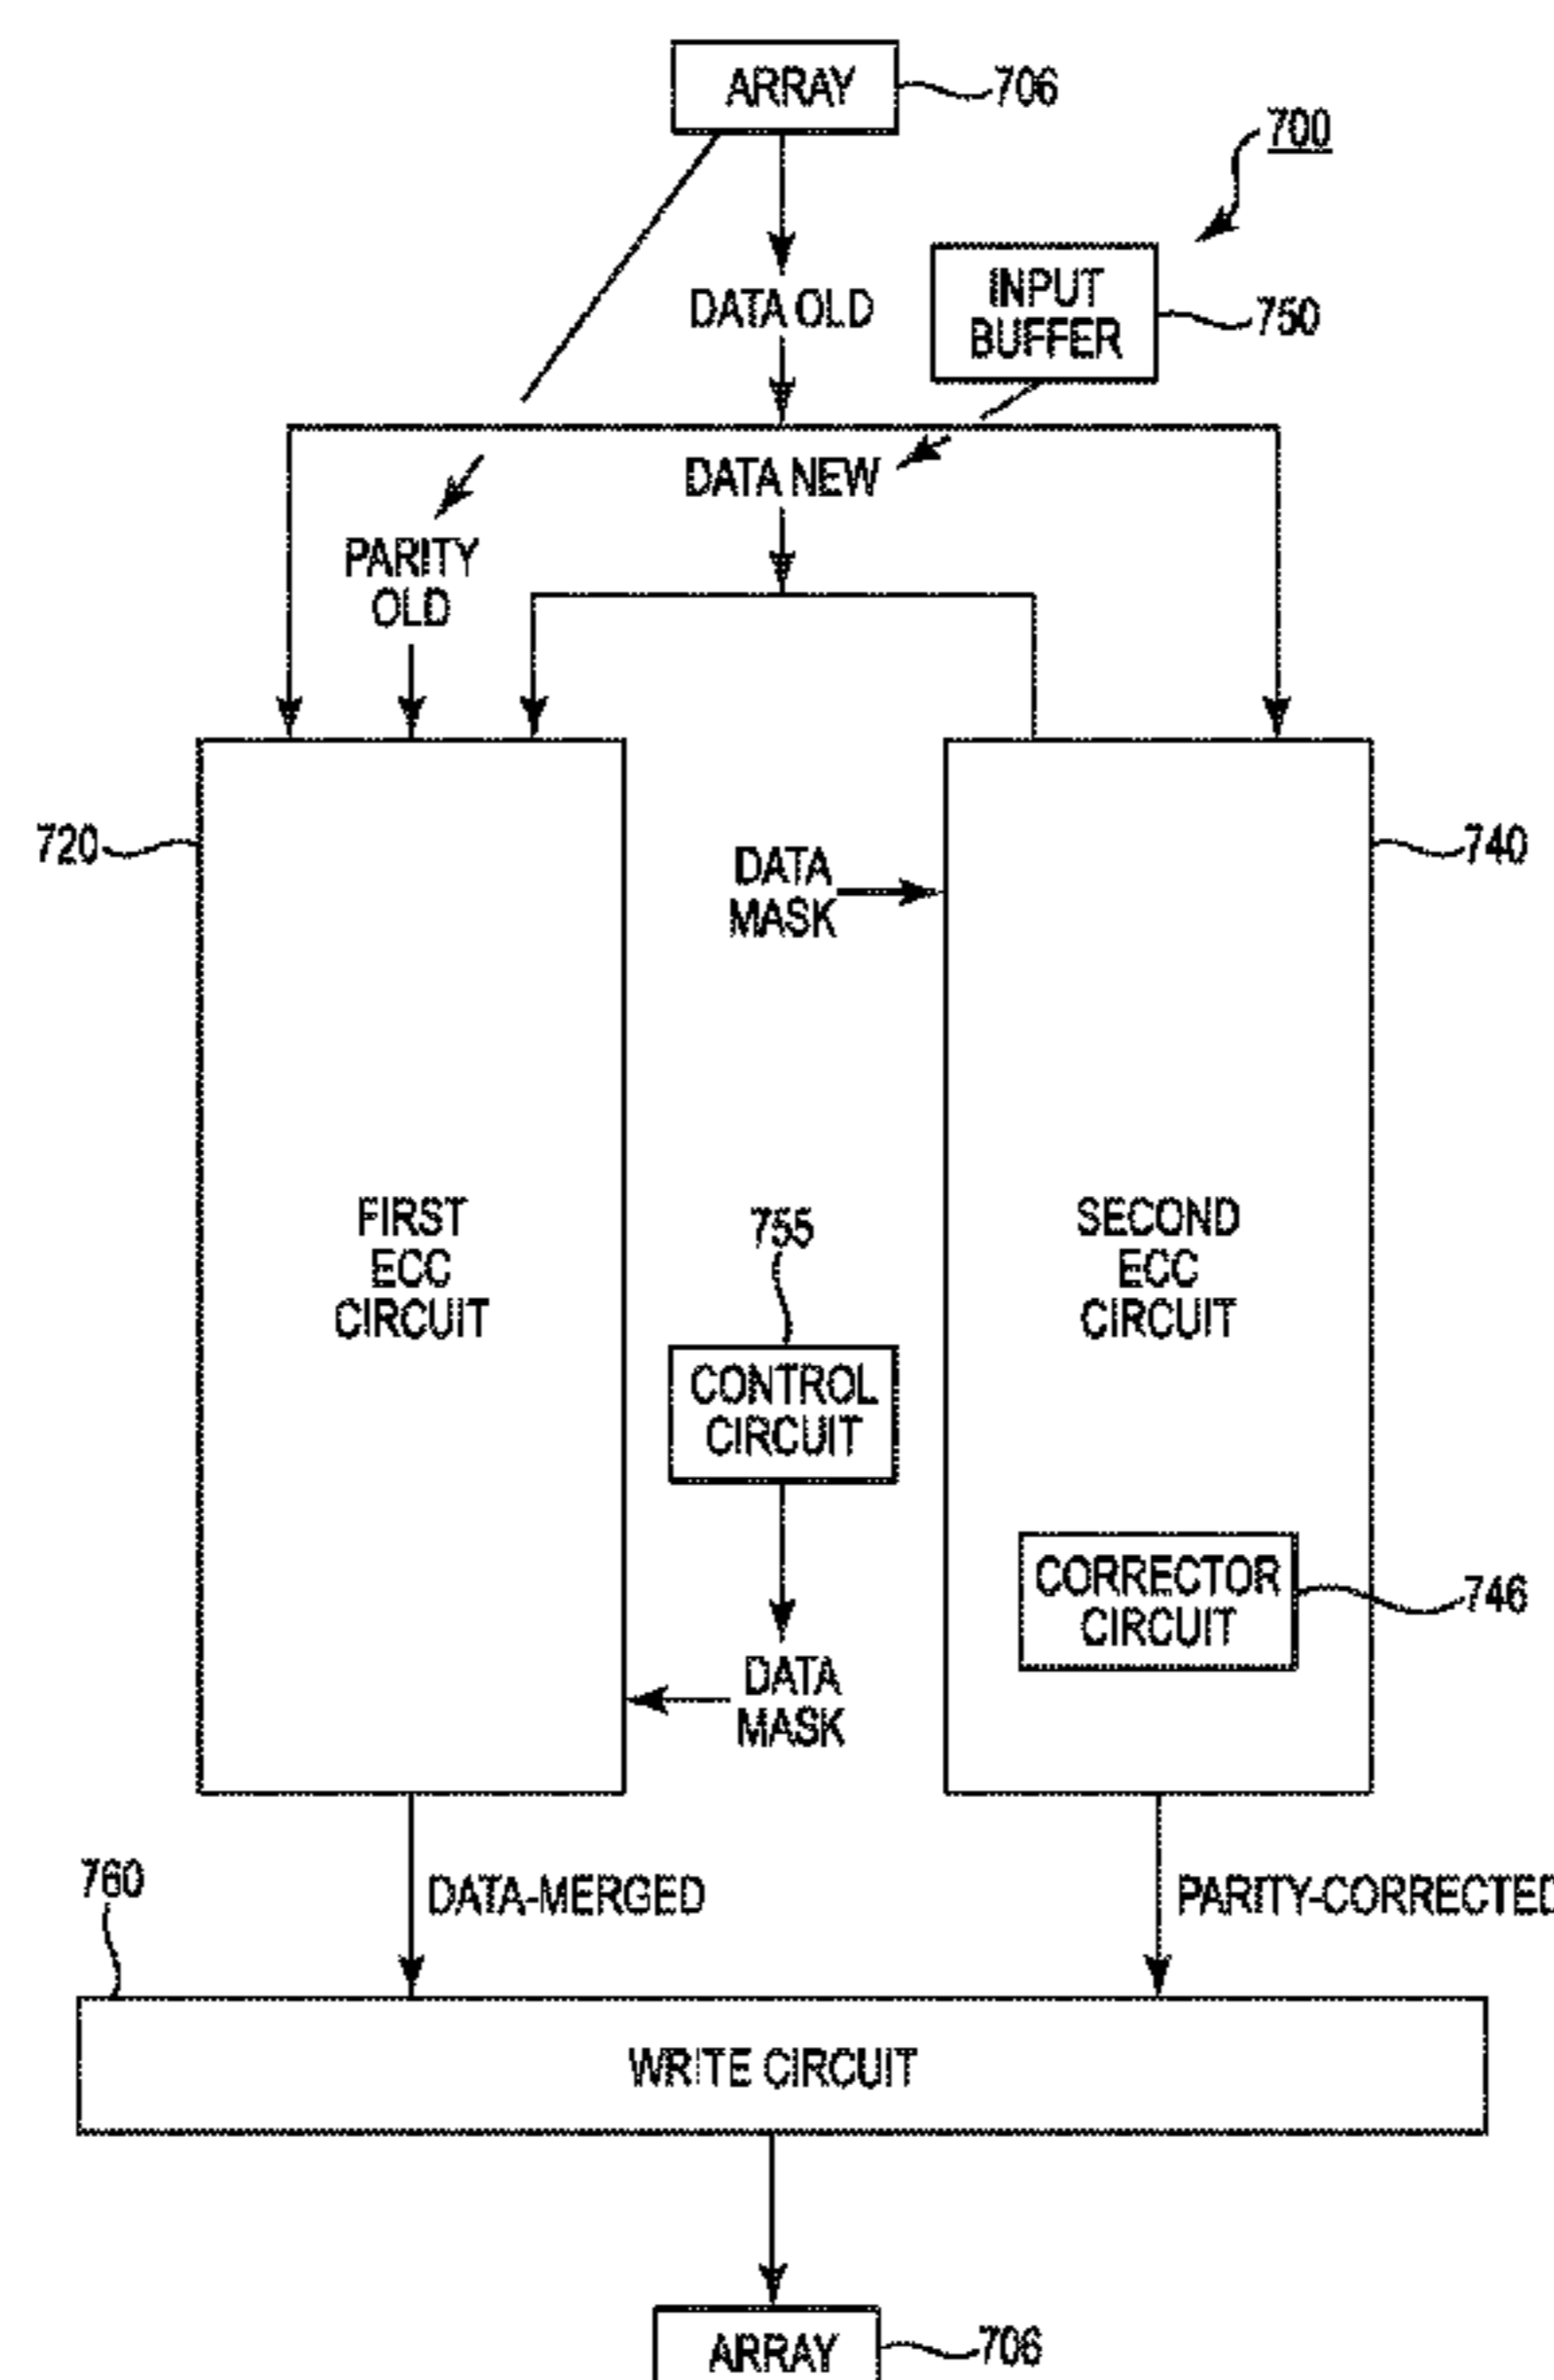 ARRAY
706
700
INPUT
BUFFER
750
DATA OLD
DATA NEW
PARITY
OLD
720
DATA
MASK
740
FIRST
ECC
CIRCUIT
755
SECOND
ECC
CIRCUIT
CONTROL
CIRCUIT
CORRECTOR
CIRCUIT
746
DATA
MASK
760
DATA-MERGED
PARITY-CORRECTED
WRITE CIRCUIT
ARRAY
706